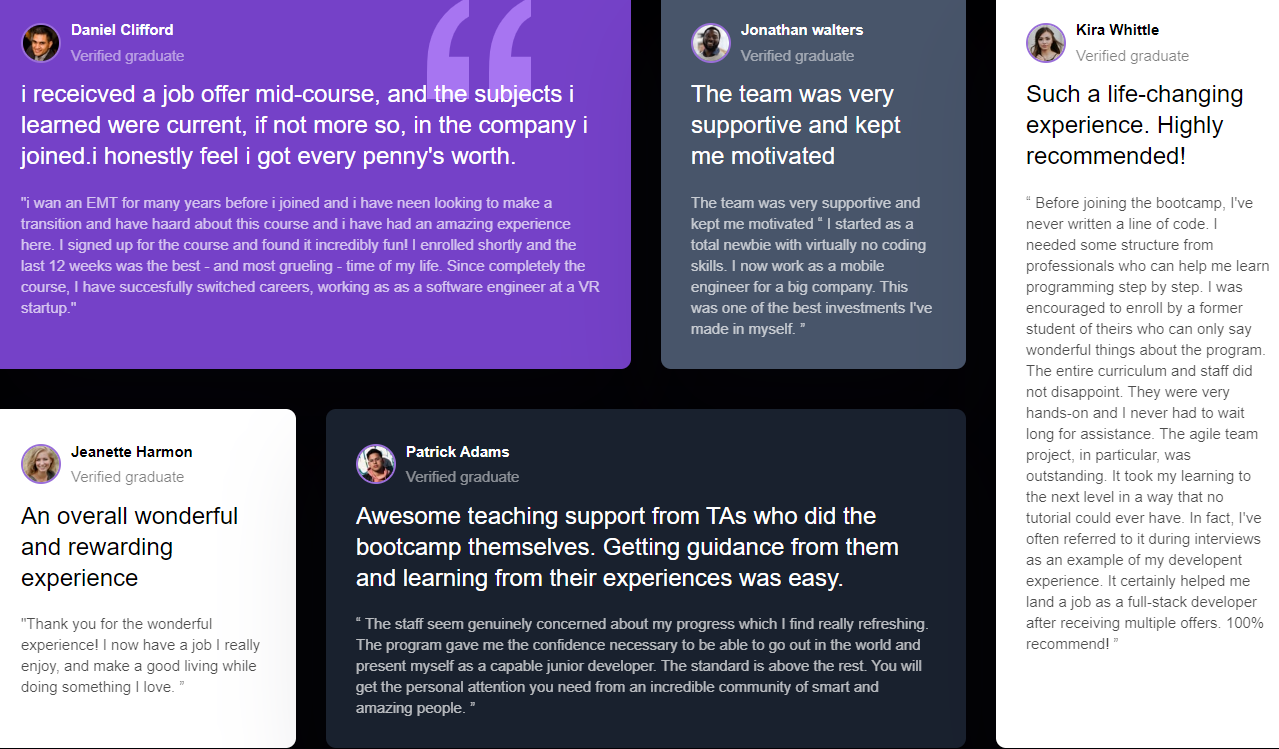 Daniel Clifford
Verified graduate
i receicved a job offer mid-course, and the subjects i
learned were current, if not more so, in the company i
joined.i honestly feel i got every penny's worth.
"i wan an EMT for many years before i joined and i have neen looking to make a
transition and have haard about this course and i have had an amazing experience
here. I signed up for the course and found it incredibly fun! I enrolled shortly and the
last 12 weeks was the best - and most grueling - time of my life. Since completely the
course, I have succesfully switched careers, working as as a software engineer at a VR
startup."
Jonathan walters
Verified graduate
The team was very
supportive and kept
me motivated
The team was very supportive and
kept me motivated “ I started as a
total newbie with virtually no coding
skills. I now work as a mobile
engineer for a big company. This
was one of the best investments I've
made in myself. ”
Kira Whittle
Verified graduate
Such a life-changing
experience. Highly
recommended!
“ Before joining the bootcamp, I've
never written a line of code. I
needed some structure from
professionals who can help me learn
programming step by step. I was
encouraged to enroll by a former
student of theirs who can only say
wonderful things about the program.
The entire curriculum and staff did
not disappoint. They were very
hands-on and I never had to wait
long for assistance. The agile team
project, in particular, was
outstanding. It took my learning to
the next level in a way that no
tutorial could ever have. In fact, I've
often referred to it during interviews
as an example of my developent
experience. It certainly helped me
land a job as a full-stack developer
after receiving multiple offers. 100%
recommend! ”
Jeanette Harmon
Verified graduate
An overall wonderful
and rewarding
experience
"Thank you for the wonderful
experience! I now have a job I really
enjoy, and make a good living while
doing something I love. ”
Patrick Adams
Verified graduate
Awesome teaching support from TAs who did the
bootcamp themselves. Getting guidance from them
and learning from their experiences was easy.
“ The staff seem genuinely concerned about my progress which I find really refreshing.
The program gave me the confidence necessary to be able to go out in the world and
present myself as a capable junior developer. The standard is above the rest. You will
get the personal attention you need from an incredible community of smart and
amazing people. ”